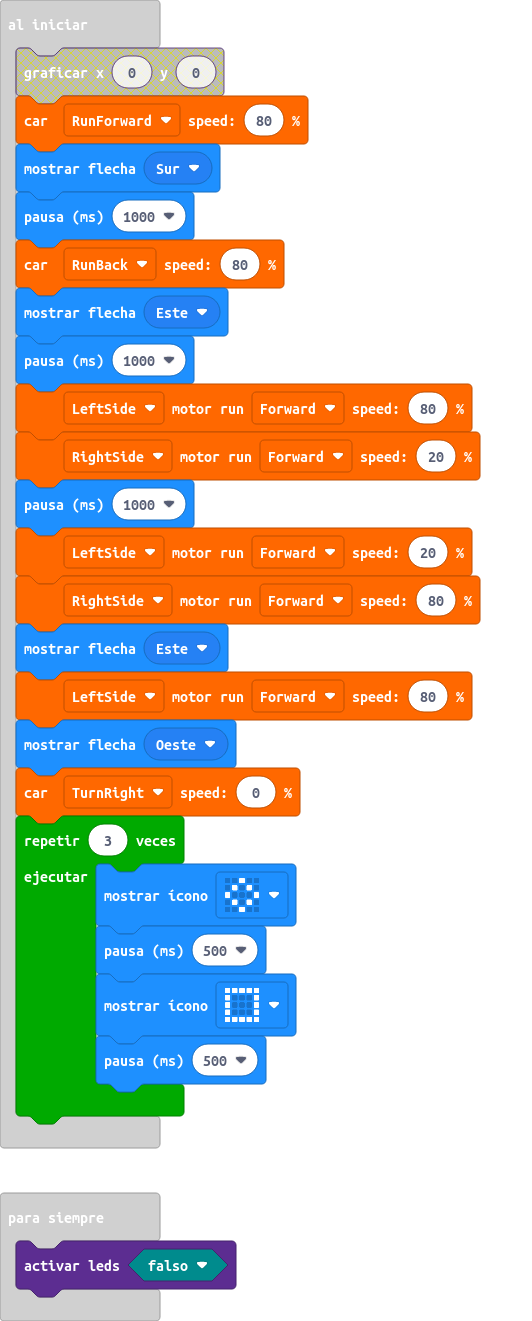 al iniciar
graficar x 0 y 0
car RunForward speed: 80 %
mostrar flecha Sur
pausa (ms) 1000
car RunBack speed: 80 %
mostrar flecha Este
pausa (ms) 1000
LeftSide motor run Forward speed: 80 %
RightSide motor run Forward speed: 20 %
pausa (ms) 1000
LeftSide motor run Forward speed: 20 %
RightSide motor run Forward speed: 80 %
mostrar flecha Este
LeftSide motor run Forward speed: 80 %
mostrar flecha Oeste
car TurnRight speed: 0 %
repetir 3 veces
ejecutar
mostrar ícono
pausa (ms) 500
mostrar ícono
pausa (ms) 500
para siempre
activar leds falso